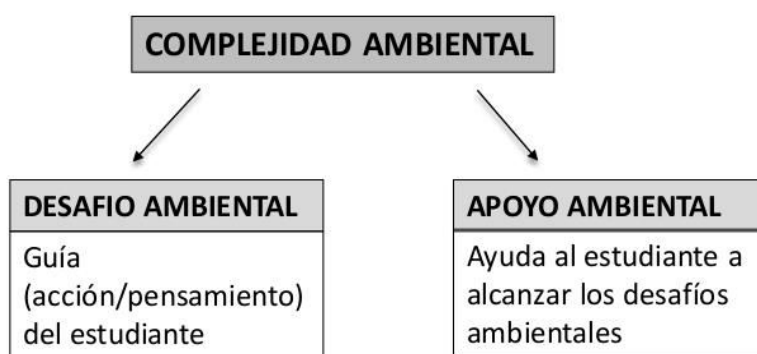 COMPLEJIDAD AMBIENTAL
DESAFIO AMBIENTAL
Guía
(acción/pensamiento)
del estudiante
APOYO AMBIENTAL
Ayuda al estudiante a
alcanzar los desafíos
ambientales